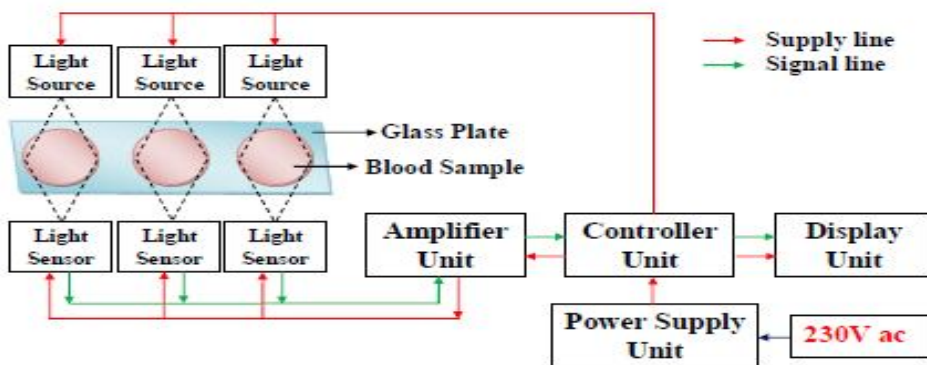 Light Source
Light Source
Light Source
Supply line
Signal line
Glass Plate
Blood Sample
Light Sensor
Light Sensor
Light Sensor
Amplifier Unit
Controller Unit
Display Unit
Power Supply Unit
230V ac